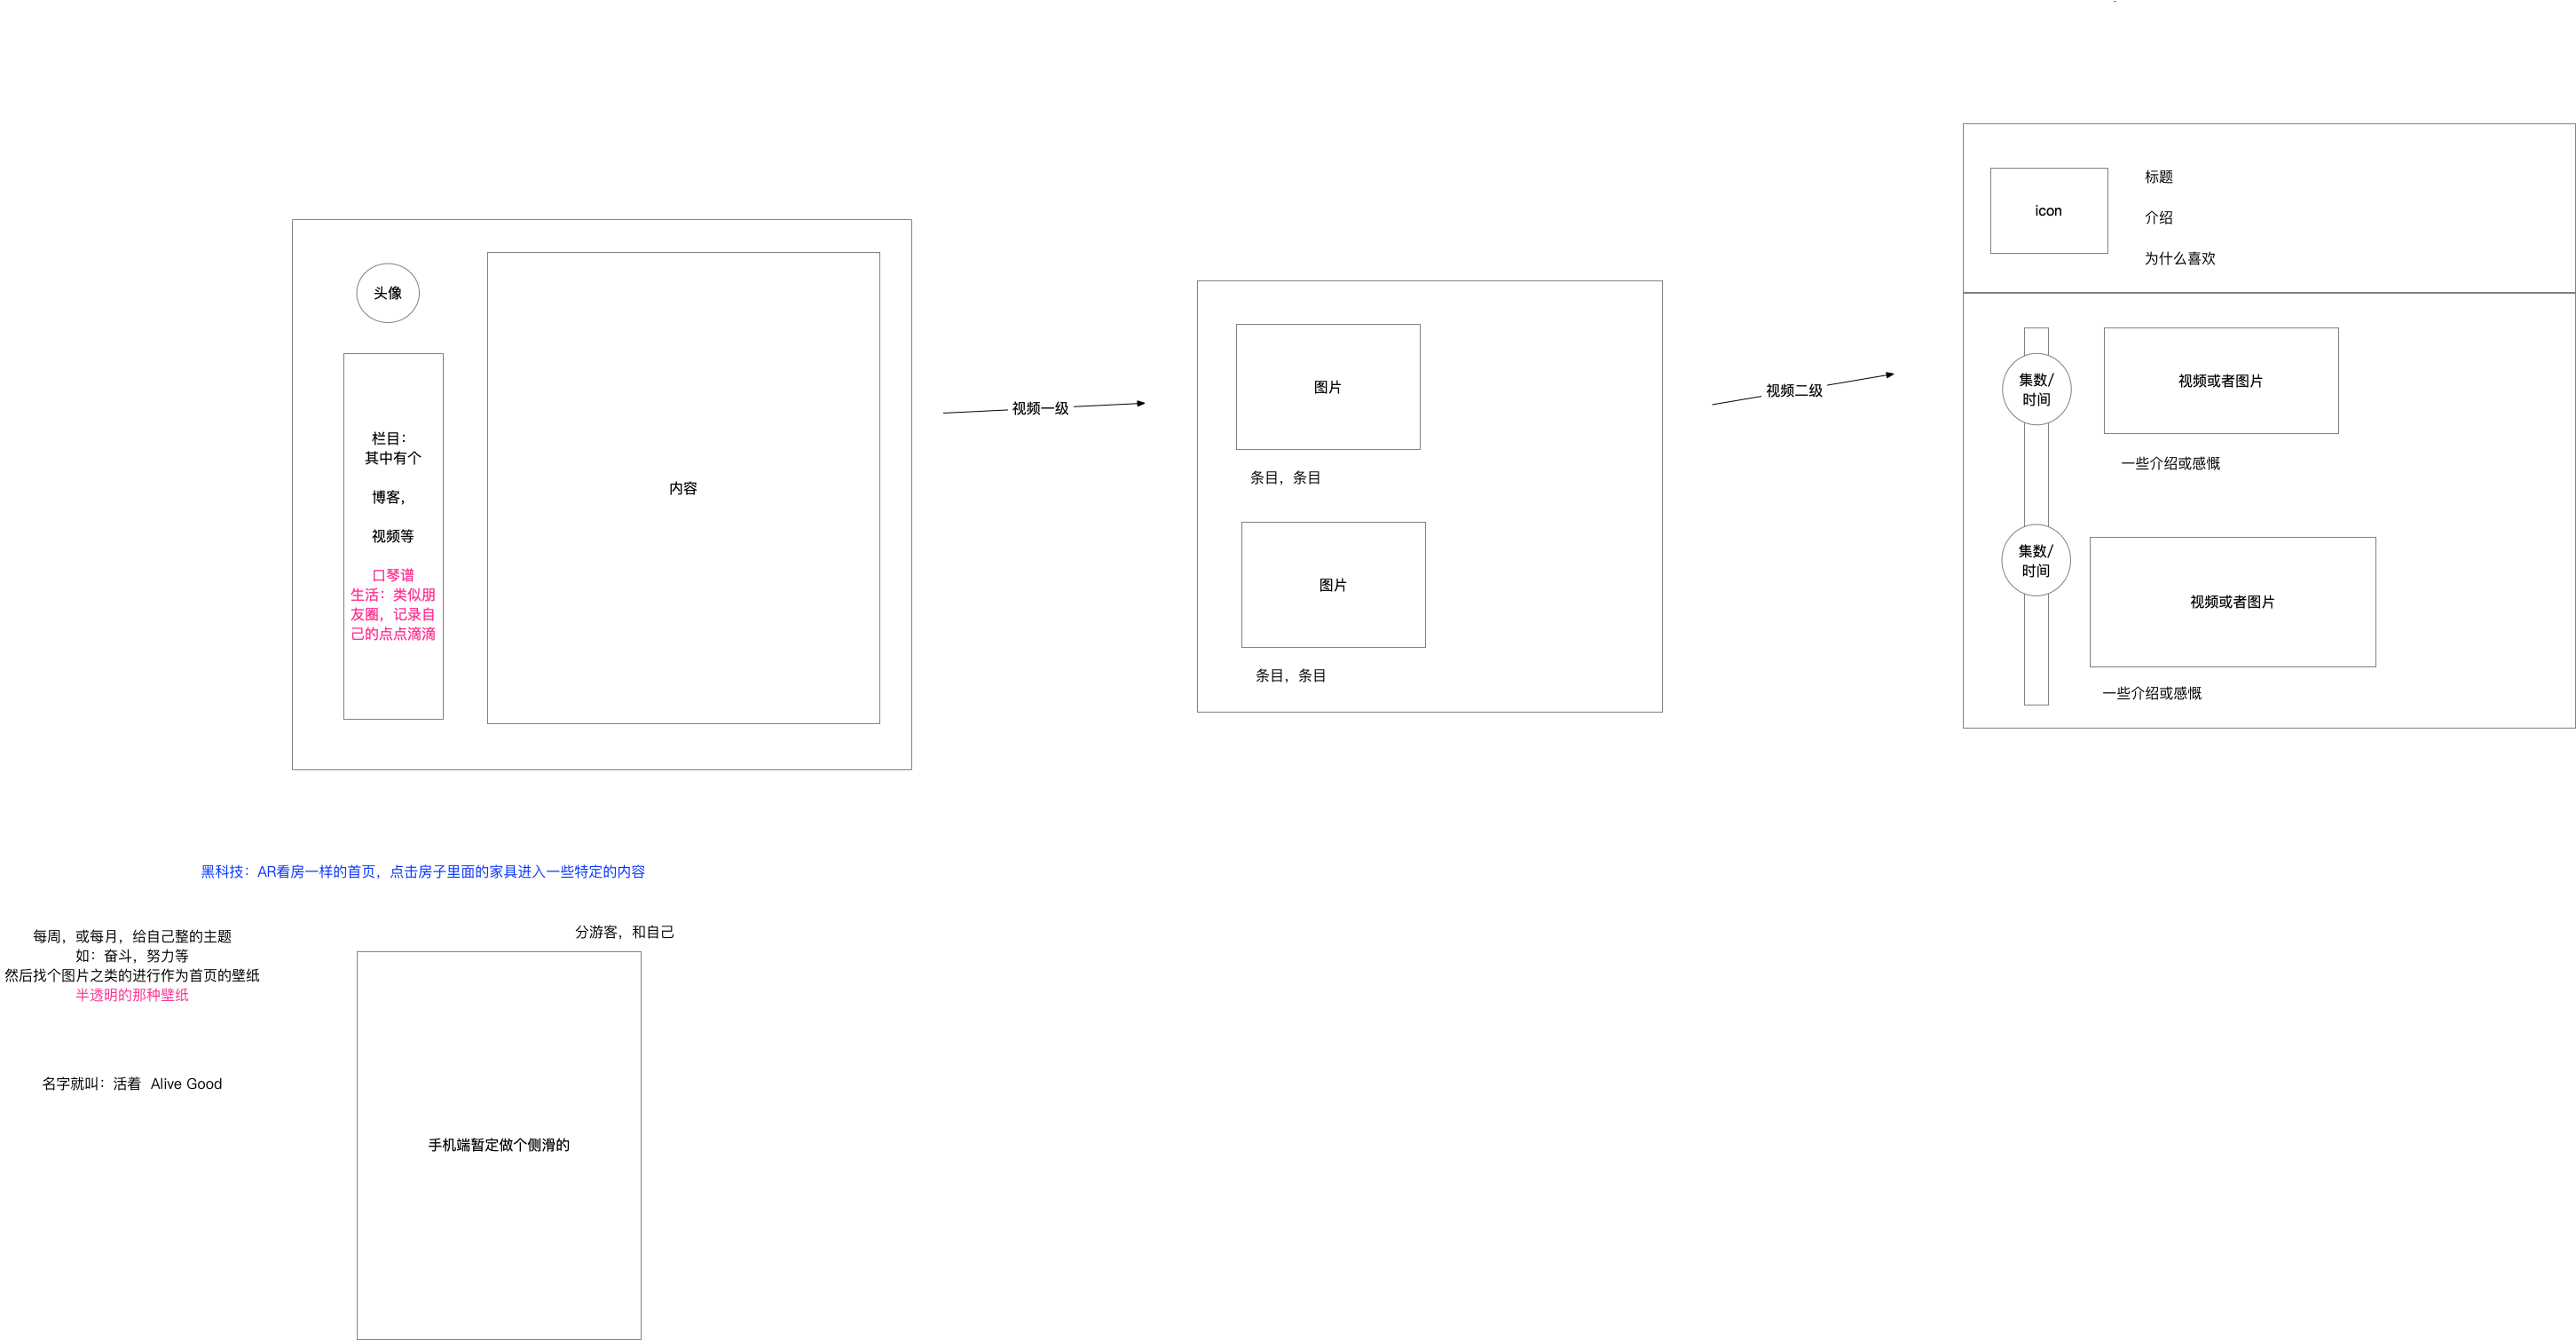 头像
栏目：
其中有个
博客，
视频等
口琴谱
生活：类似朋
友圈，记录自
己的点点滴滴
内容
视频一级
图片
条目，条目
图片
条目，条目
视频二级
icon
标题
介绍
为什么喜欢
集数/
时间
视频或者图片
一些介绍或感慨
集数/
时间
视频或者图片
一些介绍或感慨
黑科技：AR看房一样的首页，点击房子里面的家具进入一些特定的内容
每周，或每月，给自己整的主题
如：奋斗，努力等
然后找个图片之类的进行作为首页的壁纸
半透明的那种壁纸
名字就叫：活着  Alive Good
分游客，和自己
手机端暂定做个侧滑的